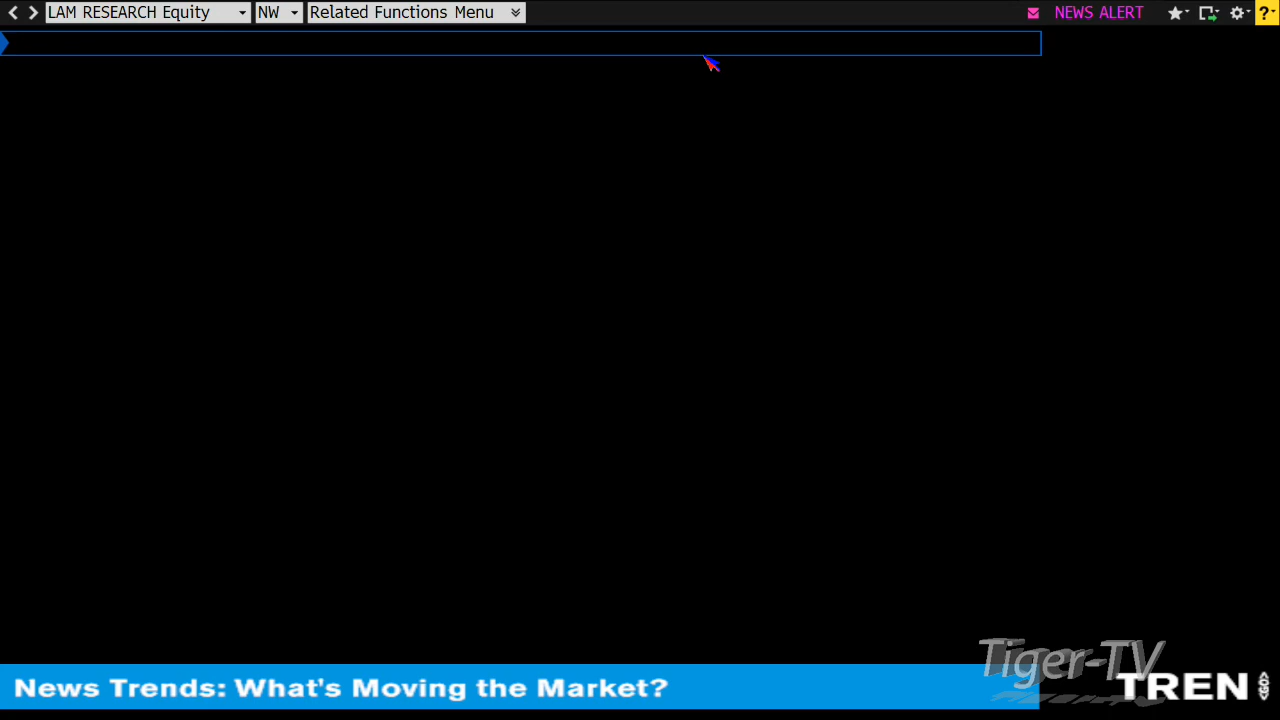 LAM RESEARCH Equity NW Related Functions Menu NEWS ALERT ?
News Trends: What's Moving the Market?
Tiger-TV
TREN